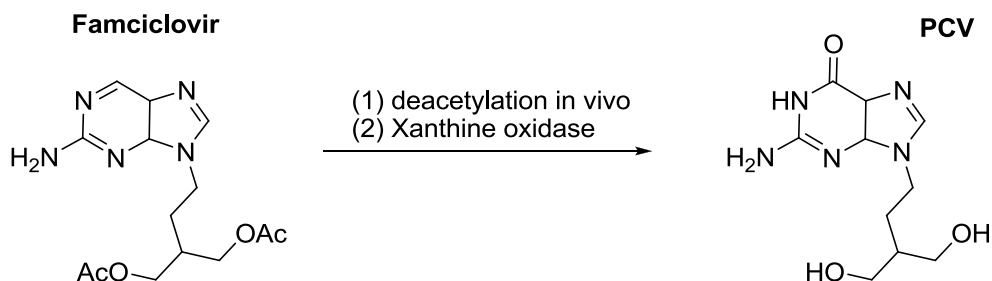 Famciclovir
N
N
N
N
H₂N
OAc
AcO
(1) deacetylation in vivo
(2) Xanthine oxidase
PCV
O
HN
N
N
N
H₂N
OH
HO